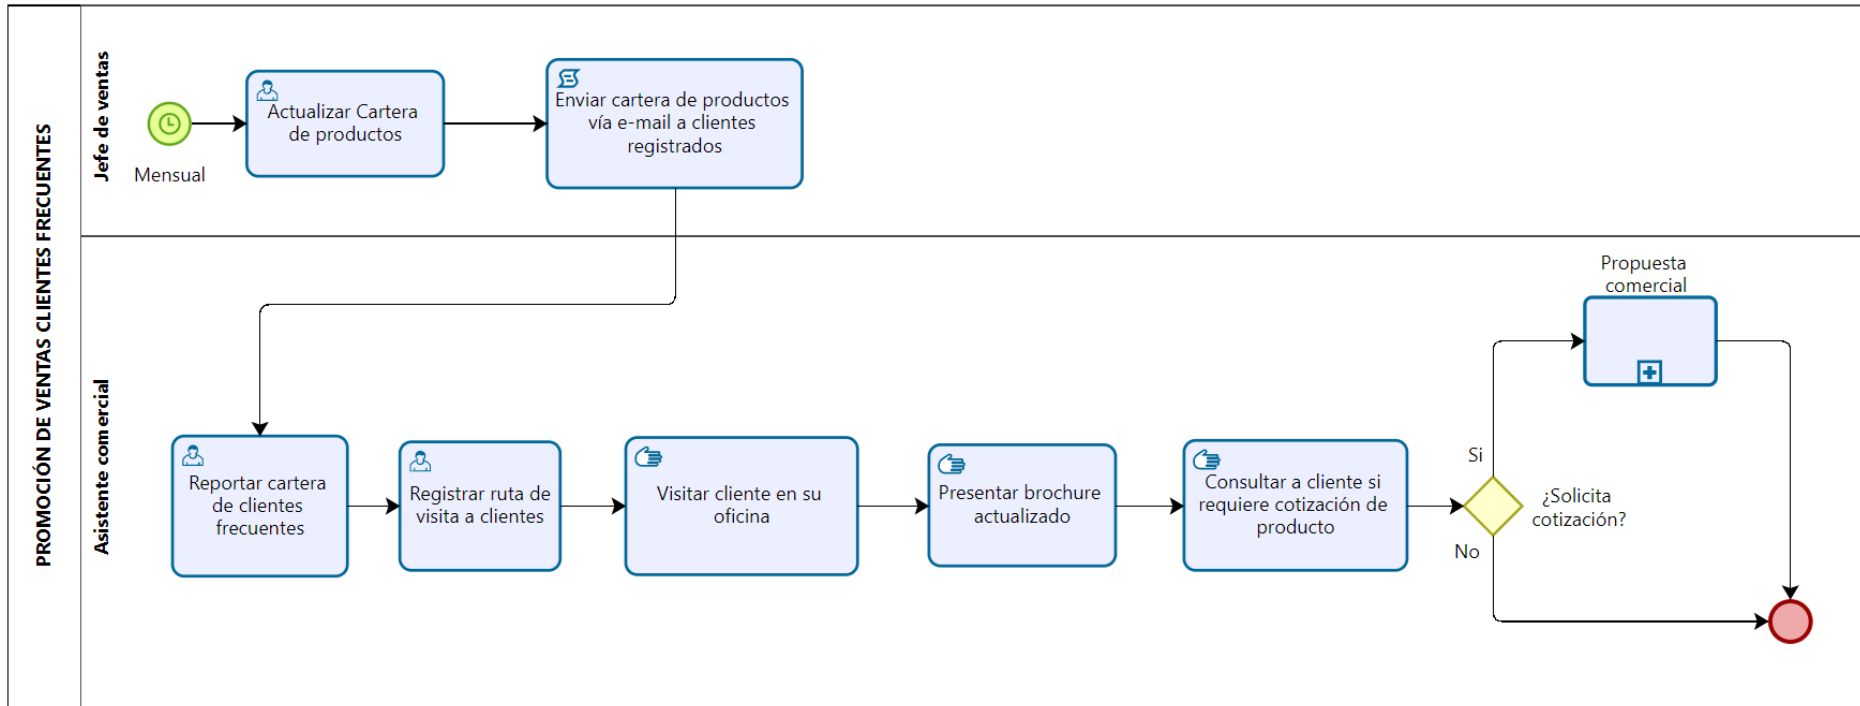 PROMOCIÓN DE VENTAS CLIENTES FRECUENTES
Jefe de ventas
Mensual
Actualizar Cartera
de productos
Enviar cartera de productos
vía e-mail a clientes
registrados
Asistente comercial
Reportar cartera
de clientes
frecuentes
Registrar ruta de
visita a clientes
Visitar cliente en su
oficina
Presentar brochure
actualizado
Consultar a cliente si
requiere cotización de
producto
¿Solicita
cotización?
Si
No
Propuesta
comercial